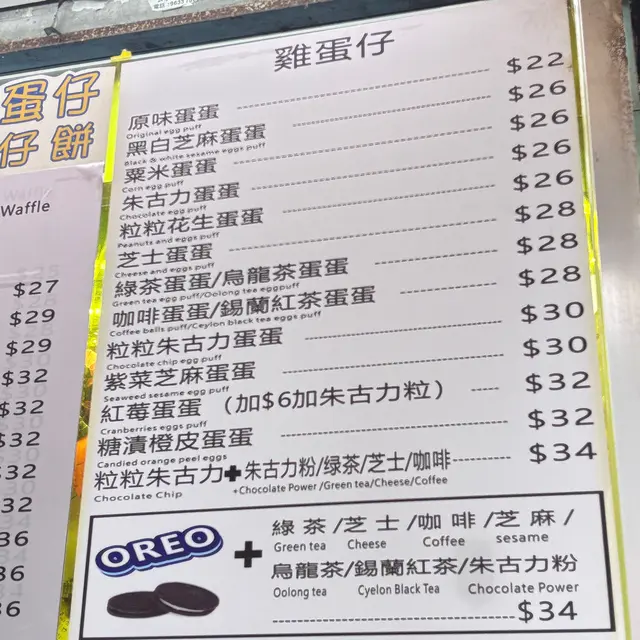 雞蛋仔
蛋仔
仔餅
Waffle
$27
$29
$29
$32
$32
$32
$32
原味蛋蛋 $22
Original egg puff
黑白芝麻蛋蛋 $26
Black & white sesame eggs puff
粟米蛋蛋 $26
Corn egg puff
朱古力蛋蛋 $26
Chocolate egg puff
粒粒花生蛋蛋 $26
Peanuts and eggs puff
芝士蛋蛋 $28
Cheese and eggs puff
綠茶蛋蛋/烏龍茶蛋蛋 $28
Green tea egg puff/Oolong tea eggpuff
咖啡蛋蛋/錫蘭紅茶蛋蛋 $28
Coffee balls puff/Ceylon black tea eggs puff
粒粒朱古力蛋蛋 $30
Chocolate chip egg puff
紫菜芝麻蛋蛋 $30
Seaweed sesame egg puff
紅莓蛋蛋 (加$6加朱古力粒) $32
Cranberries eggs puff
糖漬橙皮蛋蛋 $32
Candied orange peel eggs
粒粒朱古力+朱古力粉/绿茶/芝士/咖啡 $34
Chocolate Chip +Chocolate Power /Green tea/Cheese/Coffee
OREO + 綠茶/芝士/咖啡/芝麻/
Green tea Cheese Coffee sesame
烏龍茶/錫蘭紅茶/朱古力粉
Oolong tea Cyelon Black Tea Chocolate Power
$34